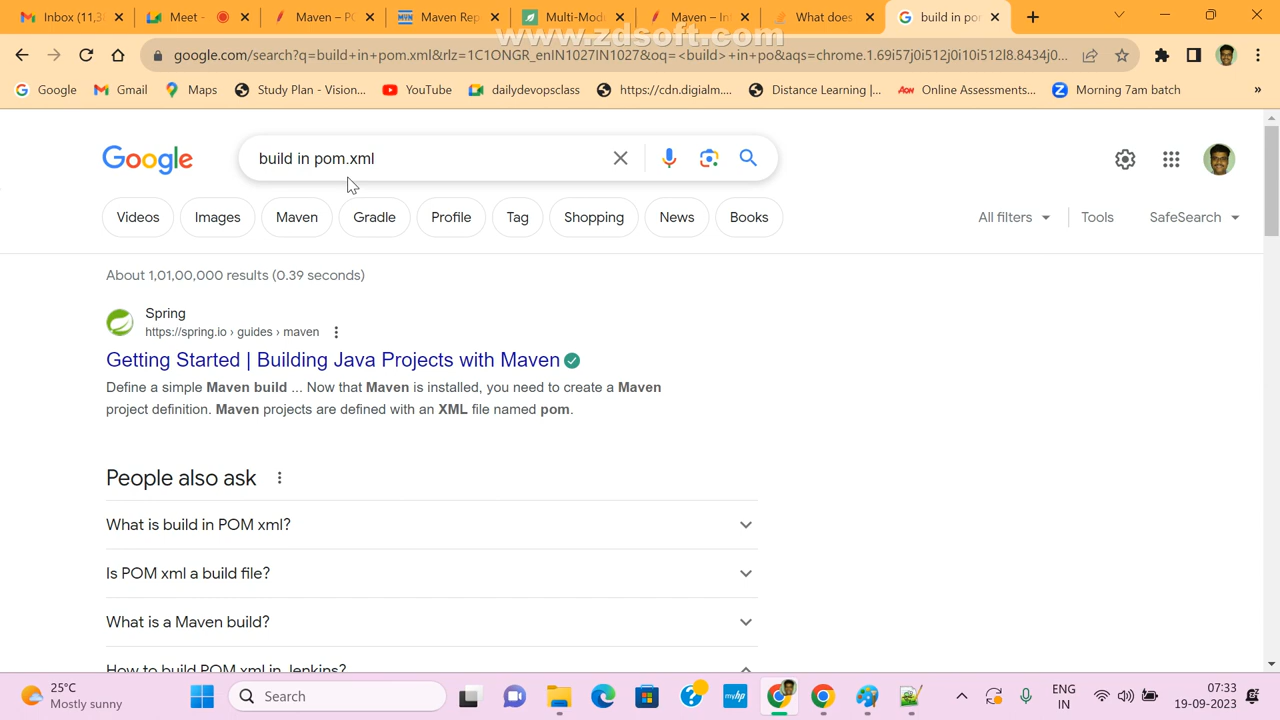 Inbox (11,3
Meet -
Maven – PO
Maven Rep
Multi-Modu
Maven – In
What does
build in po
www.zdsoft.com
google.com/search?q=build+in+pom.xml&rlz=1C1ONGR_enIN1027IN1027&oq=<build>+in+po&aqs=chrome.1.69i57j0i512j0i10i512l8.8434j0...
Google
Gmail
Maps
Study Plan - Vision...
YouTube
dailydevopsclass
https://cdn.digialm....
Distance Learning |...
AON
Online Assessments...
Morning 7am batch
»
Google
build in pom.xml
Videos
Images
Maven
Gradle
Profile
Tag
Shopping
News
Books
All filters
Tools
SafeSearch
About 1,01,00,000 results (0.39 seconds)
Spring
https://spring.io › guides › maven
Getting Started | Building Java Projects with Maven
Define a simple Maven build ... Now that Maven is installed, you need to create a Maven
project definition. Maven projects are defined with an XML file named pom.
People also ask
What is build in POM xml?
Is POM xml a build file?
What is a Maven build?
How to build POM xml in Jenkins?
25°C
Mostly sunny
Search
myhp
ENG
IN
07:33
19-09-2023